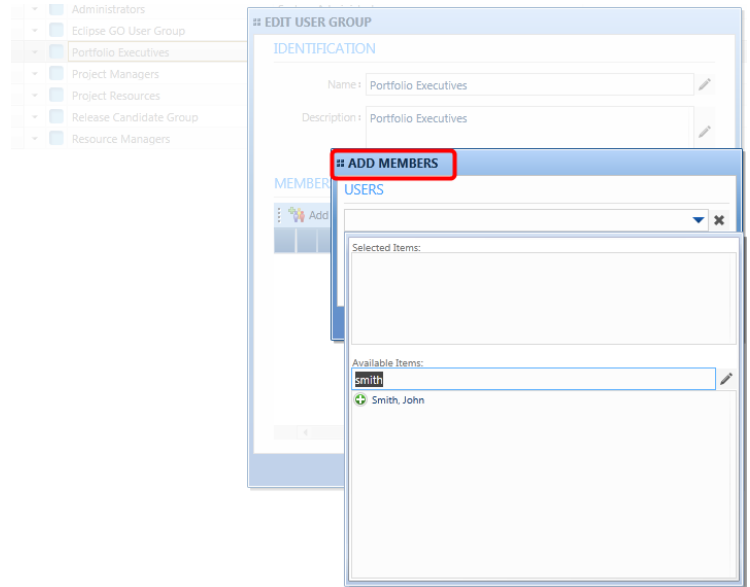 Administrators
Eclipse GO User Group
Portfolio Executives
Project Managers
Project Resources
Release Candidate Group
Resource Managers
EDIT USER GROUP
IDENTIFICATION
Name: Portfolio Executives
Description: Portfolio Executives
MEMBER
Add
ADD MEMBERS
USERS
Selected Items:
Available Items:
smith
Smith, John